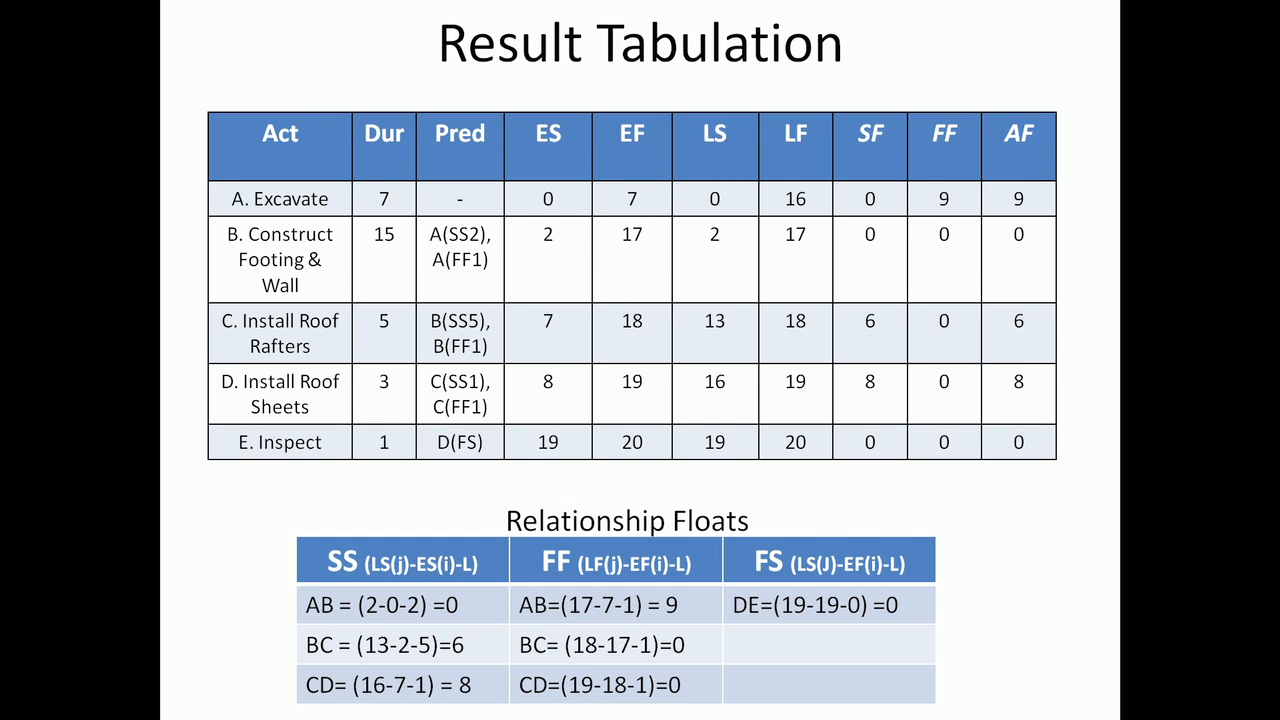 Result Tabulation
Act Dur Pred ES EF LS LF SF FF AF
A. Excavate 7 - 0 7 0 16 0 9 9
B. Construct 15 A(SS2), 2 17 2 17 0 0 0
Footing & A(FF1)
Wall
C. Install Roof 5 B(SS5), 7 18 13 18 6 0 6
Rafters B(FF1)
D. Install Roof 3 C(SS1), 8 19 16 19 8 0 8
Sheets C(FF1)
E. Inspect 1 D(FS) 19 20 19 20 0 0 0
Relationship Floats
SS (LS(j)-ES(i)-L) FF (LF(j)-EF(i)-L) FS (LS(J)-EF(i)-L)
AB = (2-0-2) =0 AB=(17-7-1) = 9 DE=(19-19-0) =0
BC = (13-2-5)=6 BC= (18-17-1)=0
CD= (16-7-1) = 8 CD=(19-18-1)=0